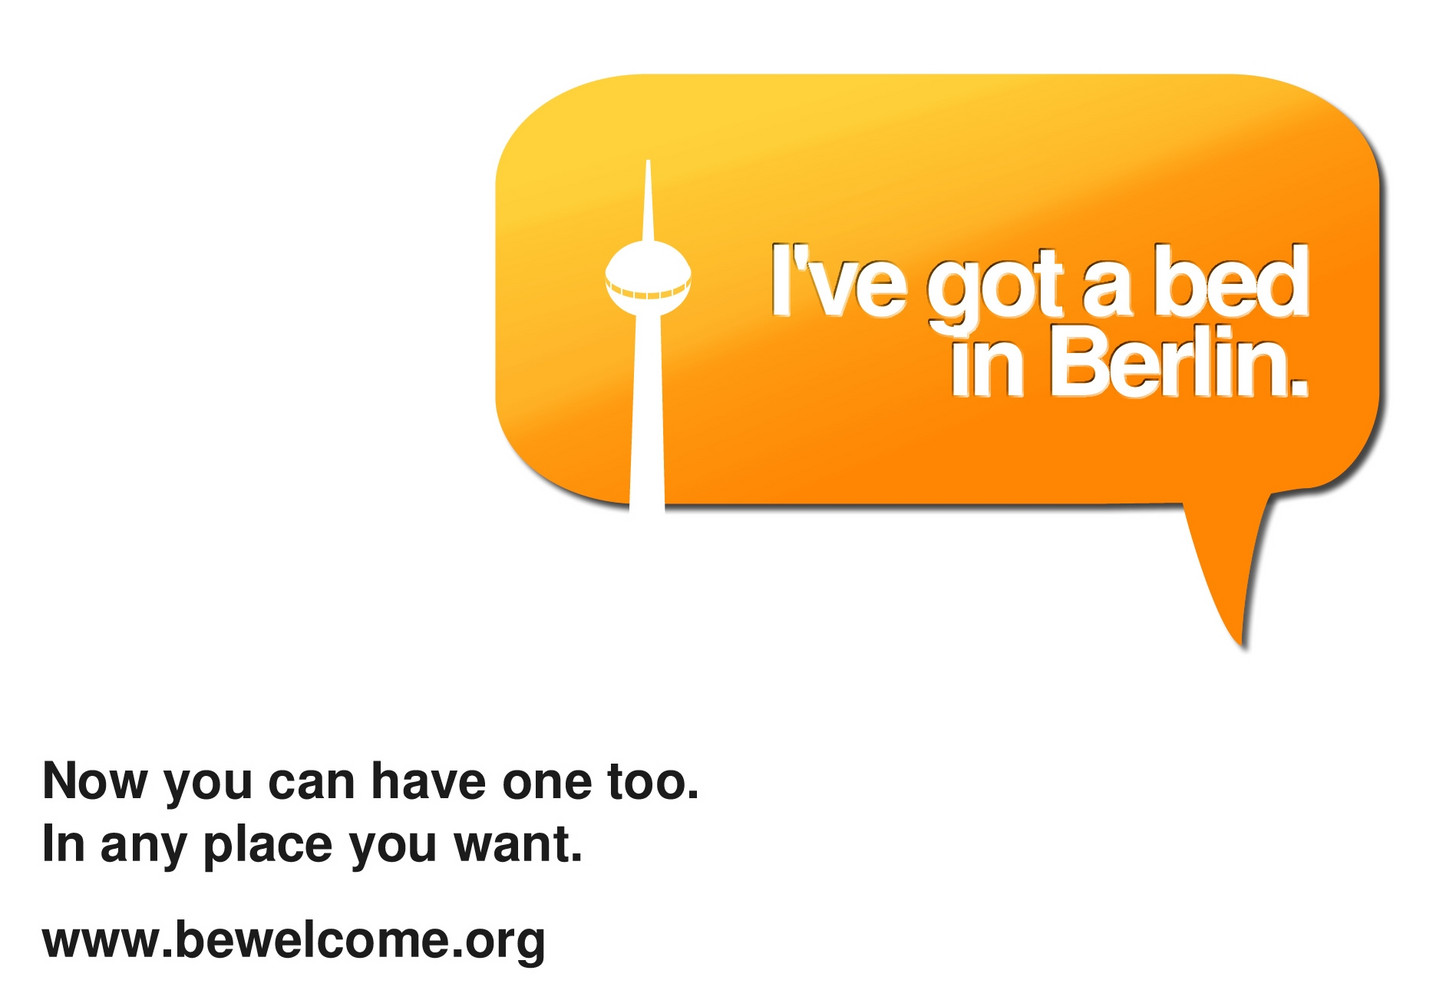 I've got a bed
in Berlin.
Now you can have one too.
In any place you want.
www.bewelcome.org